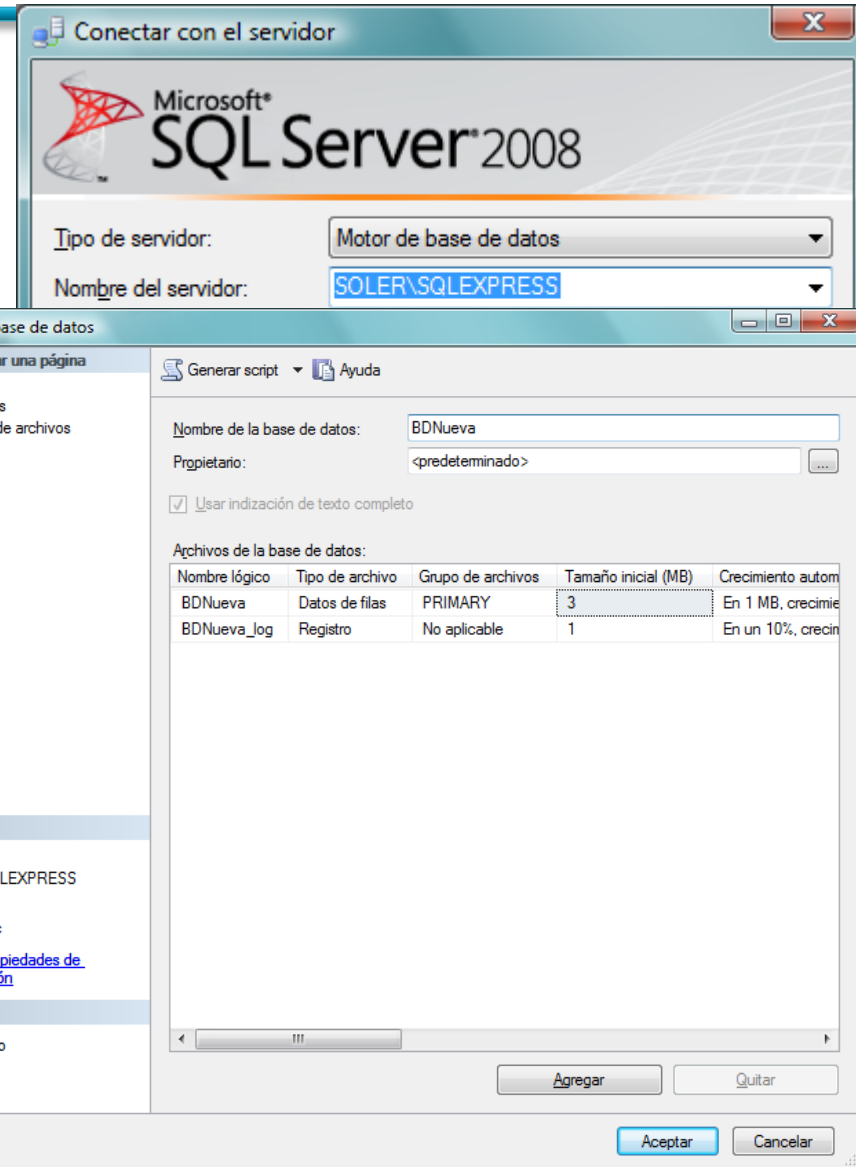 Conectar con el servidor
Microsoft®
SQL Server® 2008
Tipo de servidor: Motor de base de datos
Nombre del servidor: SOLER\SQLEXPRESS
ase de datos
r una página
Generar script Ayuda
s
de archivos
Nombre de la base de datos: BDNueva
Propietario: <predeterminado> ...
Usar indización de texto completo
Archivos de la base de datos:
Nombre lógico Tipo de archivo Grupo de archivos Tamaño inicial (MB) Crecimiento autom
BDNueva Datos de filas PRIMARY 3 En 1 MB, crecimie
BDNueva_log Registro No aplicable 1 En un 10%, crecin
LEXPRESS
piedades de
ón
o
Agregar Quitar
Aceptar Cancelar